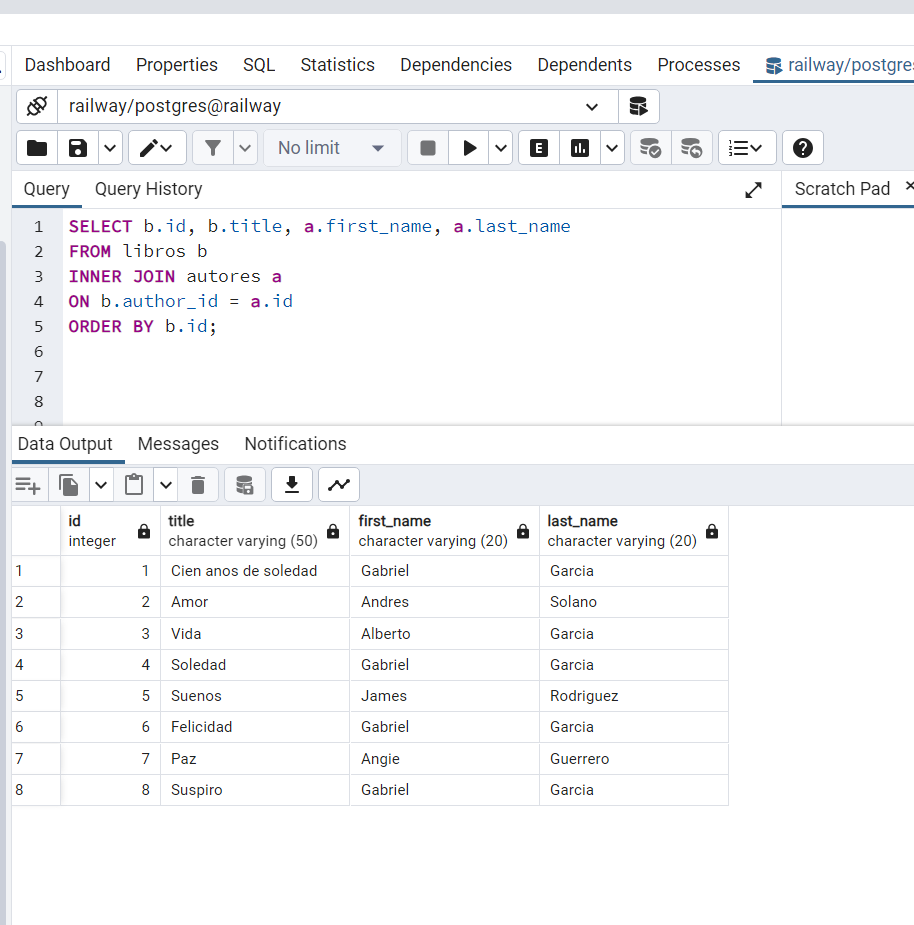 Dashboard Properties SQL Statistics Dependencies Dependents Processes railway/postgres
railway/postgres@railway
No limit E
Query Query History Scratch Pad
1 SELECT b.id, b.title, a.first_name, a.last_name
2 FROM libros b
3 INNER JOIN autores a
4 ON b.author_id = a.id
5 ORDER BY b.id;
6
7
8
9
Data Output Messages Notifications
id title first_name last_name
integer character varying (50) character varying (20) character varying (20)
1 1 Cien anos de soledad Gabriel Garcia
2 2 Amor Andres Solano
3 3 Vida Alberto Garcia
4 4 Soledad Gabriel Garcia
5 5 Suenos James Rodriguez
6 6 Felicidad Gabriel Garcia
7 7 Paz Angie Guerrero
8 8 Suspiro Gabriel Garcia